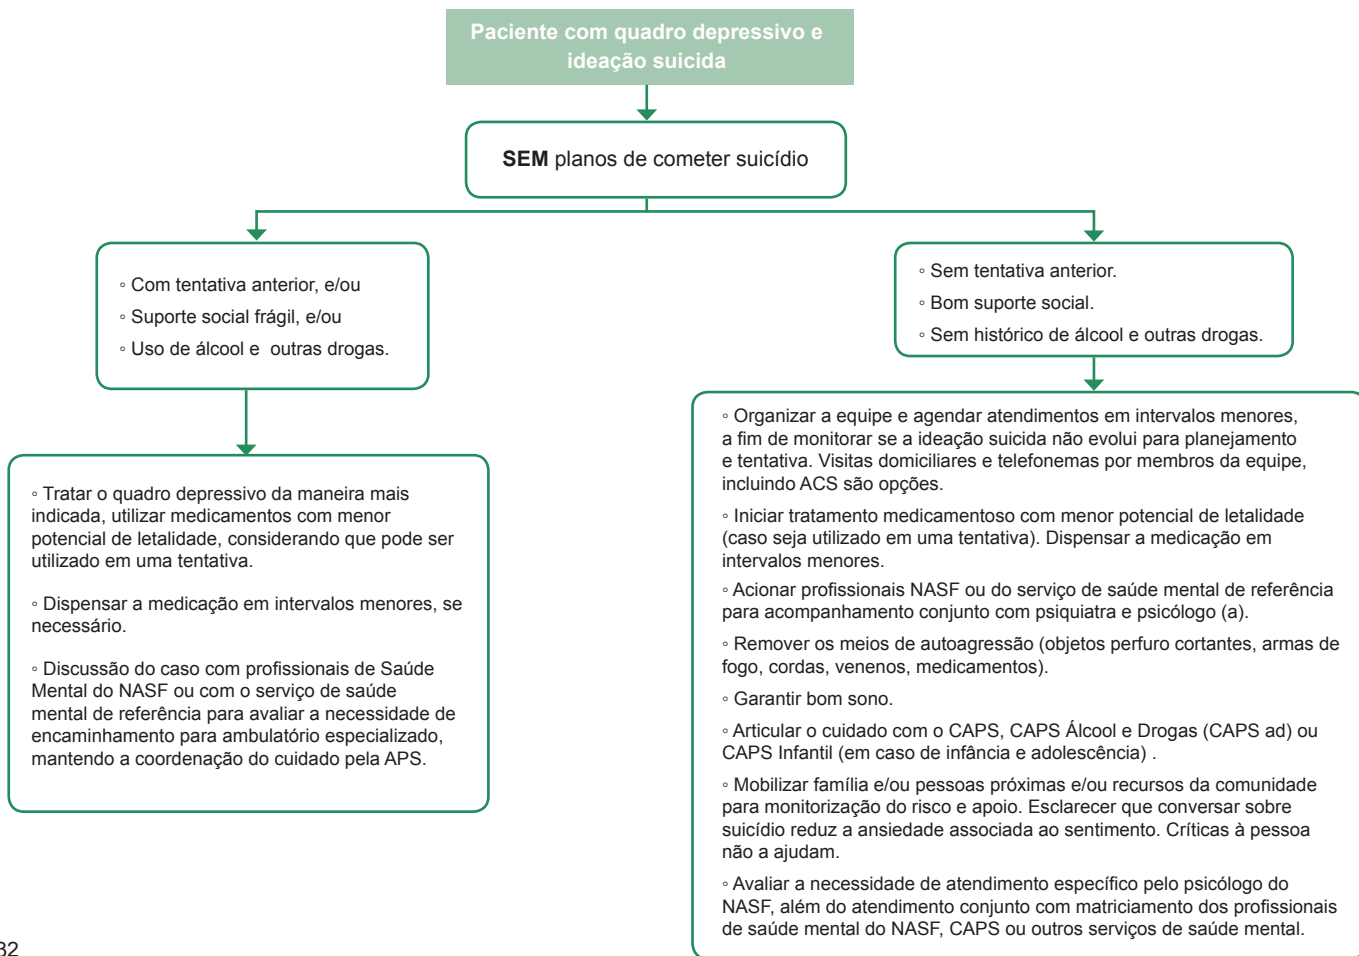 Paciente com quadro depressivo e
ideação suicida
SEM planos de cometer suicídio
◦ Com tentativa anterior, e/ou
◦ Suporte social frágil, e/ou
◦ Uso de álcool e  outras drogas.
◦ Sem tentativa anterior.
◦ Bom suporte social.
◦ Sem histórico de álcool e outras drogas.
◦ Tratar o quadro depressivo da maneira mais
indicada, utilizar medicamentos com menor
potencial de letalidade, considerando que pode ser
utilizado em uma tentativa.
◦ Dispensar a medicação em intervalos menores, se
necessário.
◦ Discussão do caso com profissionais de Saúde
Mental do NASF ou com o serviço de saúde
mental de referência para avaliar a necessidade de
encaminhamento para ambulatório especializado,
mantendo a coordenação do cuidado pela APS.
◦ Organizar a equipe e agendar atendimentos em intervalos menores,
a fim de monitorar se a ideação suicida não evolui para planejamento
e tentativa. Visitas domiciliares e telefonemas por membros da equipe,
incluindo ACS são opções.
◦ Iniciar tratamento medicamentoso com menor potencial de letalidade
(caso seja utilizado em uma tentativa). Dispensar a medicação em
intervalos menores.
◦ Acionar profissionais NASF ou do serviço de saúde mental de referência
para acompanhamento conjunto com psiquiatra e psicólogo (a).
◦ Remover os meios de autoagressão (objetos perfuro cortantes, armas de
fogo, cordas, venenos, medicamentos).
◦ Garantir bom sono.
◦ Articular o cuidado com o CAPS, CAPS Álcool e Drogas (CAPS ad) ou
CAPS Infantil (em caso de infância e adolescência) .
◦ Mobilizar família e/ou pessoas próximas e/ou recursos da comunidade
para monitorização do risco e apoio. Esclarecer que conversar sobre
suicídio reduz a ansiedade associada ao sentimento. Críticas à pessoa
não a ajudam.
◦ Avaliar a necessidade de atendimento específico pelo psicólogo do
NASF, além do atendimento conjunto com matriciamento dos profissionais
de saúde mental do NASF, CAPS ou outros serviços de saúde mental.
32